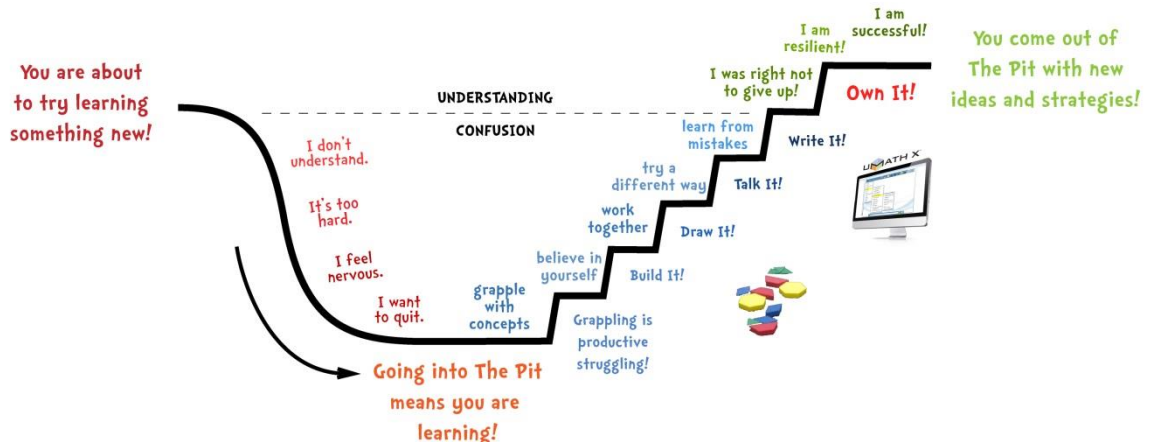 You are about
to try learning
something new!
UNDERSTANDING
CONFUSION
I don't
understand.
It's too
hard.
I feel
nervous.
I want
to quit.
Going into The Pit
means you are
learning!
grapple
with
concepts
Grappling is
productive
struggling!
believe in
yourself
Build It!
work
together
Draw It!
try a
different way
Talk It!
learn from
mistakes
Write It!
I was right not
to give up!
Own It!
I am
resilient!
I am
successful!
You come out of
The Pit with new
ideas and strategies!
uMATH X